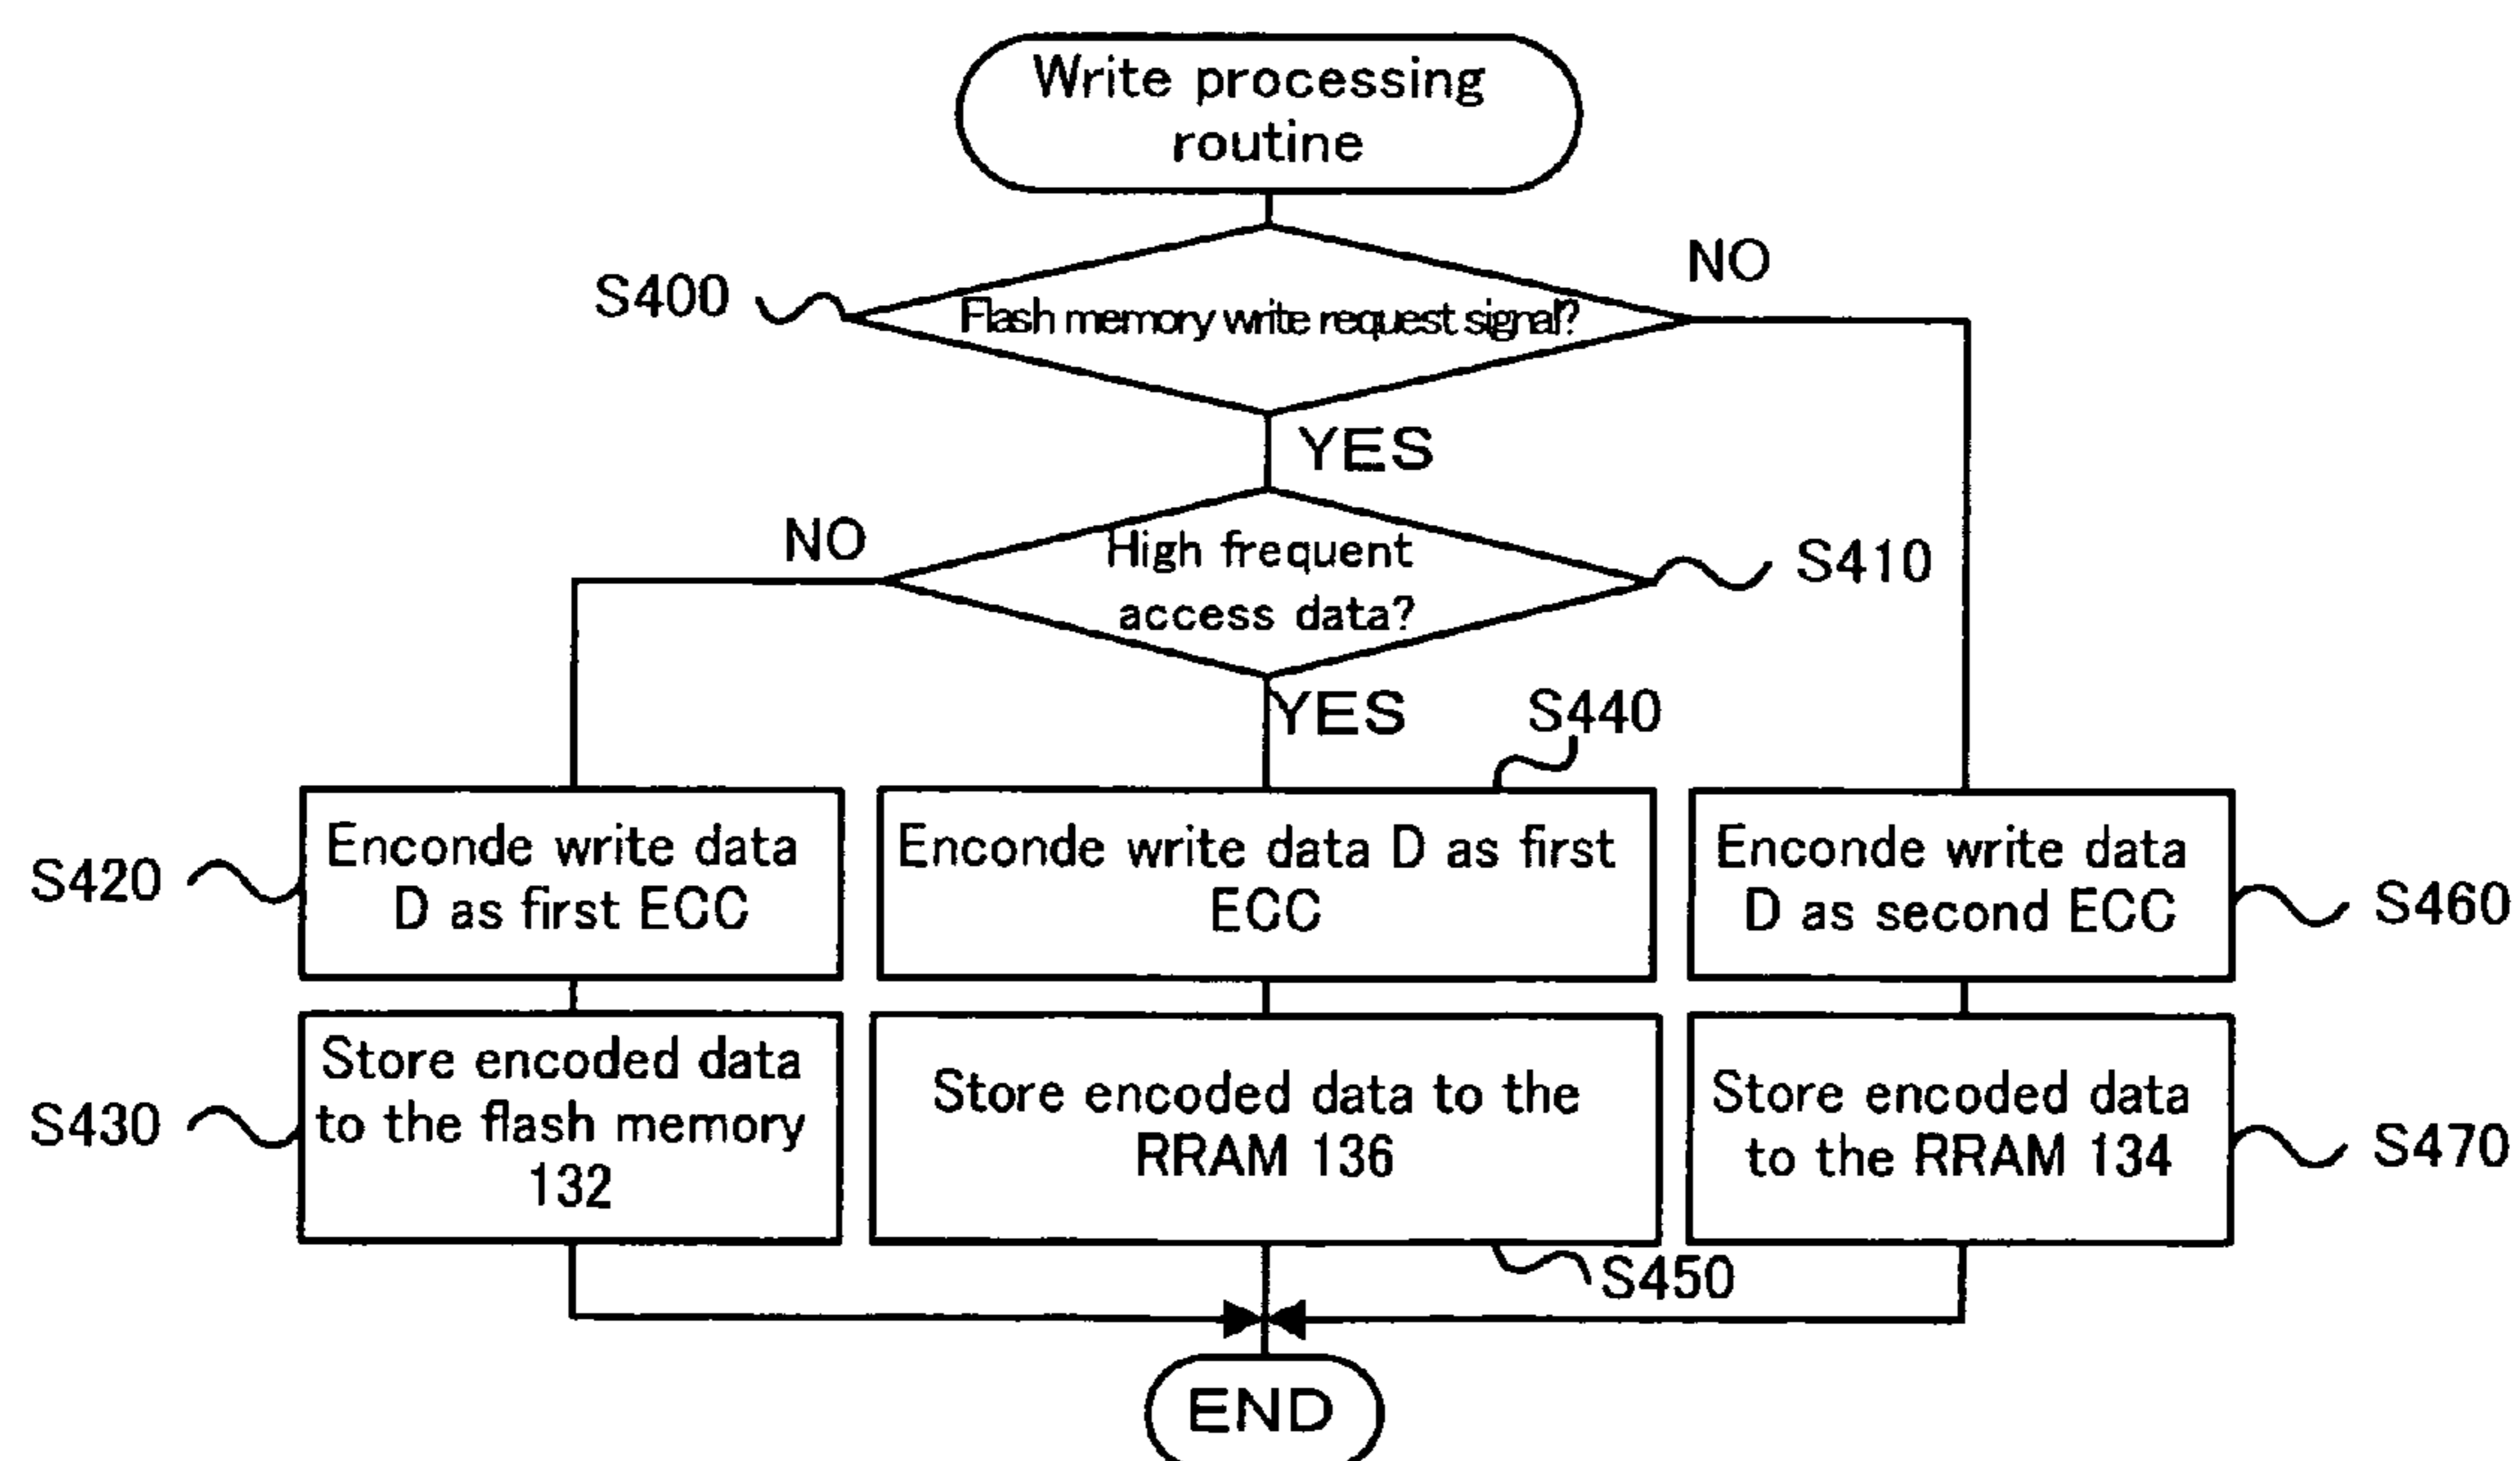 Write processing
routine
S400
Flash memory write request signal?
NO
YES
NO
High frequent
access data?
S410
YES
S440
S420
Enconde write data
D as first ECC
Enconde write data D as first
ECC
Enconde write data
D as second ECC
S460
S430
Store encoded data
to the flash memory
132
Store encoded data to the
RRAM 136
Store encoded data
to the RRAM 134
S470
S450
END